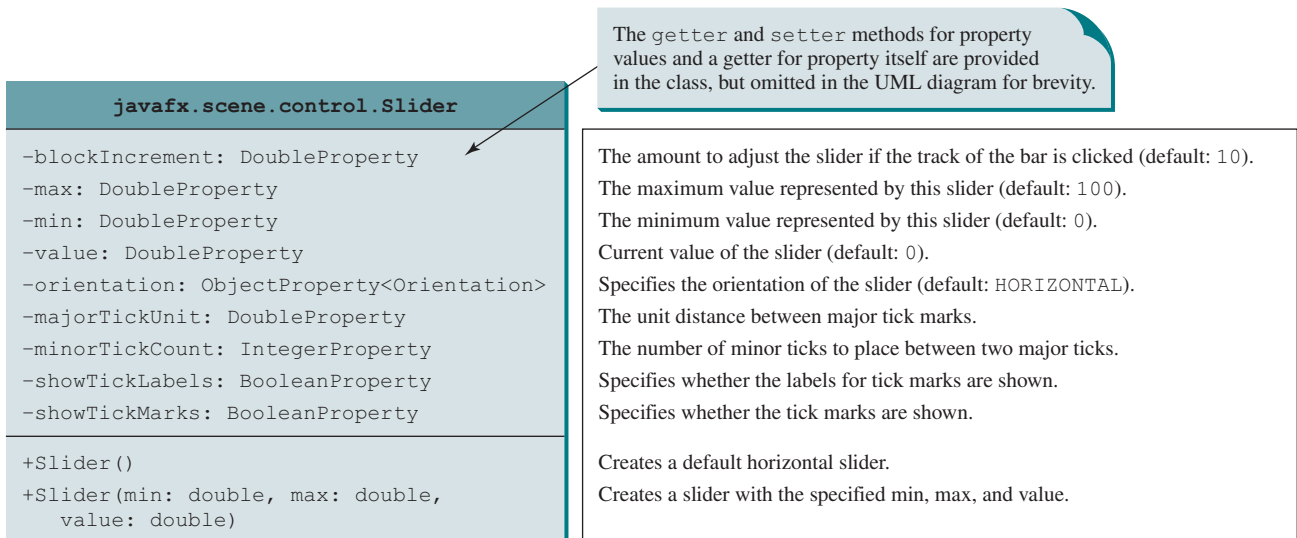 The getter and setter methods for property
values and a getter for property itself are provided
in the class, but omitted in the UML diagram for brevity.
javafx.scene.control.Slider
-blockIncrement: DoubleProperty
The amount to adjust the slider if the track of the bar is clicked (default: 10).
-max: DoubleProperty
The maximum value represented by this slider (default: 100).
-min: DoubleProperty
The minimum value represented by this slider (default: 0).
-value: DoubleProperty
Current value of the slider (default: 0).
-orientation: ObjectProperty<Orientation>
Specifies the orientation of the slider (default: HORIZONTAL).
-majorTickUnit: DoubleProperty
The unit distance between major tick marks.
-minorTickCount: IntegerProperty
The number of minor ticks to place between two major ticks.
-showTickLabels: BooleanProperty
Specifies whether the labels for tick marks are shown.
-showTickMarks: BooleanProperty
Specifies whether the tick marks are shown.
+Slider()
Creates a default horizontal slider.
+Slider(min: double, max: double,
value: double)
Creates a slider with the specified min, max, and value.